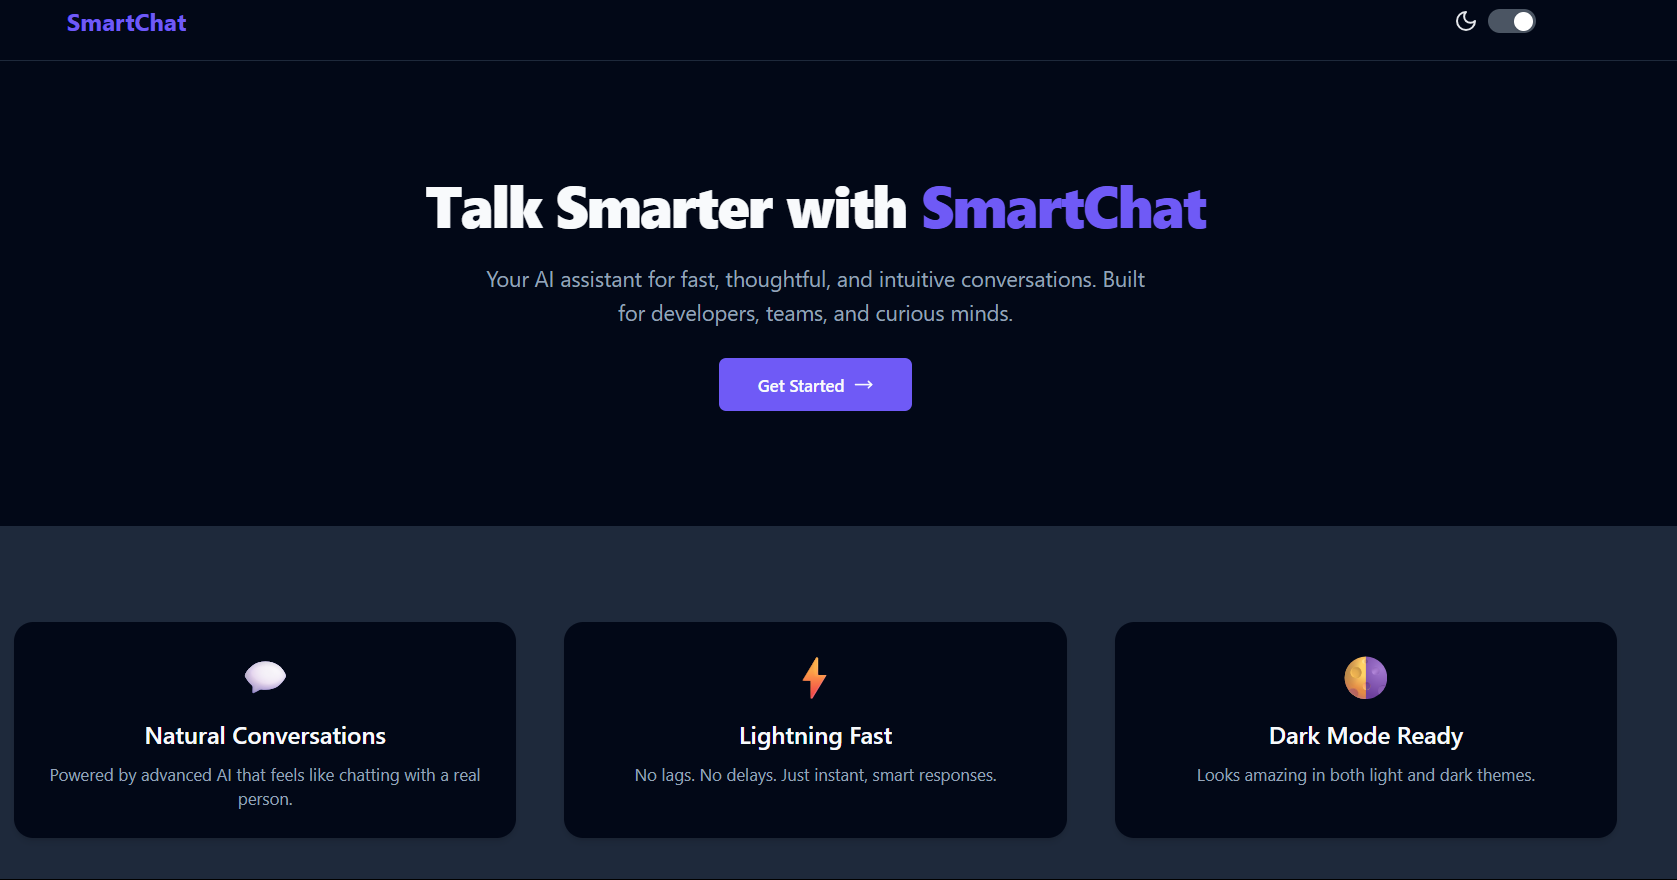 SmartChat
Talk Smarter with SmartChat
Your AI assistant for fast, thoughtful, and intuitive conversations. Built
for developers, teams, and curious minds.
Get Started →
Natural Conversations
Powered by advanced AI that feels like chatting with a real
person.
Lightning Fast
No lags. No delays. Just instant, smart responses.
Dark Mode Ready
Looks amazing in both light and dark themes.